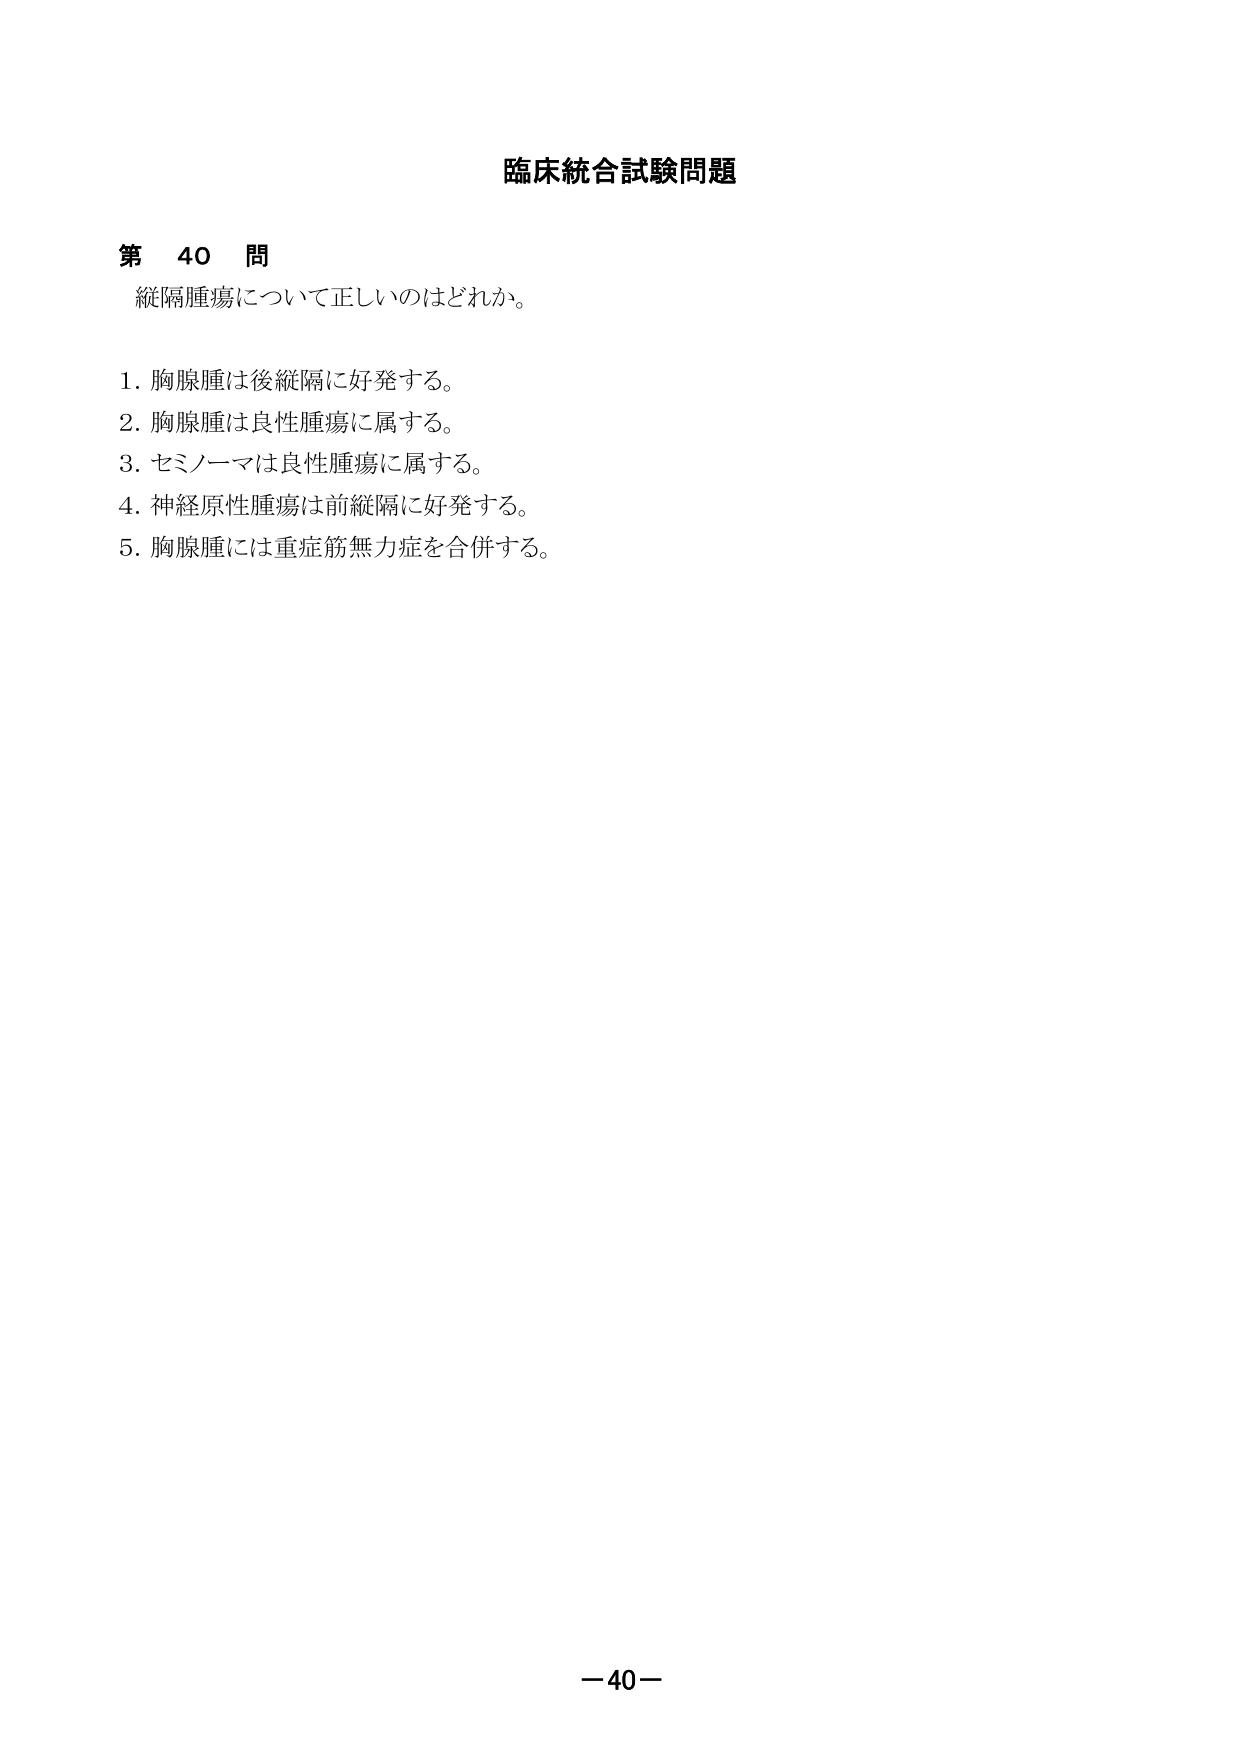 臨床統合試験問題
第 40 問
縦隔腫瘍について正しいのはどれか。
1. 胸腺腫は後縦隔に好発する。
2. 胸腺腫は良性腫瘍に属する。
3. セミノーマは良性腫瘍に属する。
4. 神経原性腫瘍は前縦隔に好発する。
5. 胸腺腫には重症筋無力症を合併する。
－40－